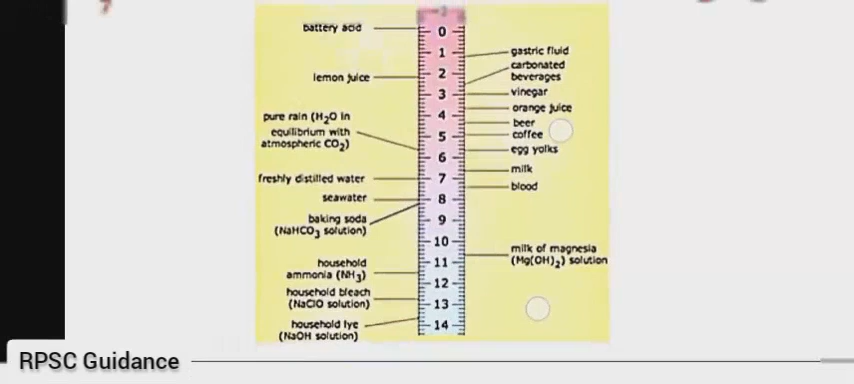 battery acid
lemon juice
pure rain (H₂O in
equilibrium with
atmospheric CO₂)
freshly distilled water
seawater
baking soda
(NaHCO₃ solution)
household
ammonia (NH₃)
household bleach
(NaClO solution)
household lye
(NaOH solution)
0
1
2
3
4
5
6
7
8
9
10
11
12
13
14
gastric fluid
carbonated
beverages
vinegar
orange juice
beer
coffee
egg yolks
milk
blood
milk of magnesia
(Mg(OH)₂) solution
RPSC Guidance